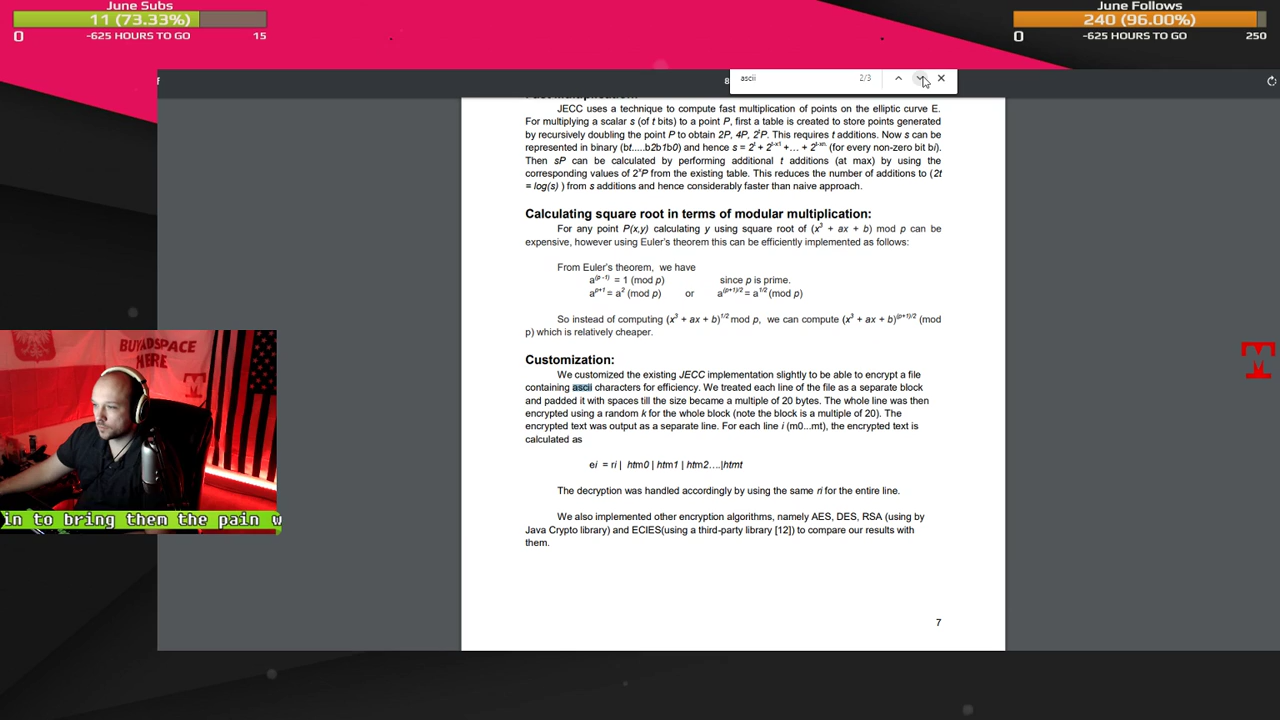 June Subs
11 (73.33%)
0 -625 HOURS TO GO 15
June Follows
240 (96.00%)
0 -625 HOURS TO GO 250
ascii 2/3
JECC uses a technique to compute fast multiplication of points on the elliptic curve E.
For multiplying a scalar s (of t bits) to a point P, first a table is created to store points generated
by recursively doubling the point P to obtain 2P, 4P, 2ᵗP. This requires t additions. Now s can be
represented in binary (bt.....b2b1b0) and hence
(for every non-zero bit bi).
Then sP can be calculated by performing additional t additions (at max) by using the
corresponding values of 2ˣP from the existing table. This reduces the number of additions to (2t
= log(s) ) from s additions and hence considerably faster than naive approach.
Calculating square root in terms of modular multiplication:
For any point P(x,y) calculating y using square root of (x³ + ax + b) mod p can be
expensive, however using Euler's theorem this can be efficiently implemented as follows:
From Euler's theorem, we have
a⁽ᵖ⁻¹⁾ = 1 (mod p) since p is prime.
aᵖ⁺¹ = a² (mod p) or a⁽ᵖ⁺¹⁾/² = a¹/² (mod p)
So instead of computing (x³ + ax + b)¹/² mod p, we can compute (x³ + ax + b)⁽ᵖ⁺¹⁾/² (mod
p) which is relatively cheaper.
Customization:
We customized the existing JECC implementation slightly to be able to encrypt a file
containing ascii characters for efficiency. We treated each line of the file as a separate block
and padded it with spaces till the size became a multiple of 20 bytes. The whole line was then
encrypted using a random k for the whole block (note the block is a multiple of 20). The
encrypted text was output as a separate line. For each line i (m0...mt), the encrypted text is
calculated as
ei = ri | htm0 | htm1 | htm2....|htmt
The decryption was handled accordingly by using the same ri for the entire line.
We also implemented other encryption algorithms, namely AES, DES, RSA (using by
Java Crypto library) and ECIES(using a third-party library [12]) to compare our results with
them.
7
BUY ADSPACE
HERE
in to bring them the pain w